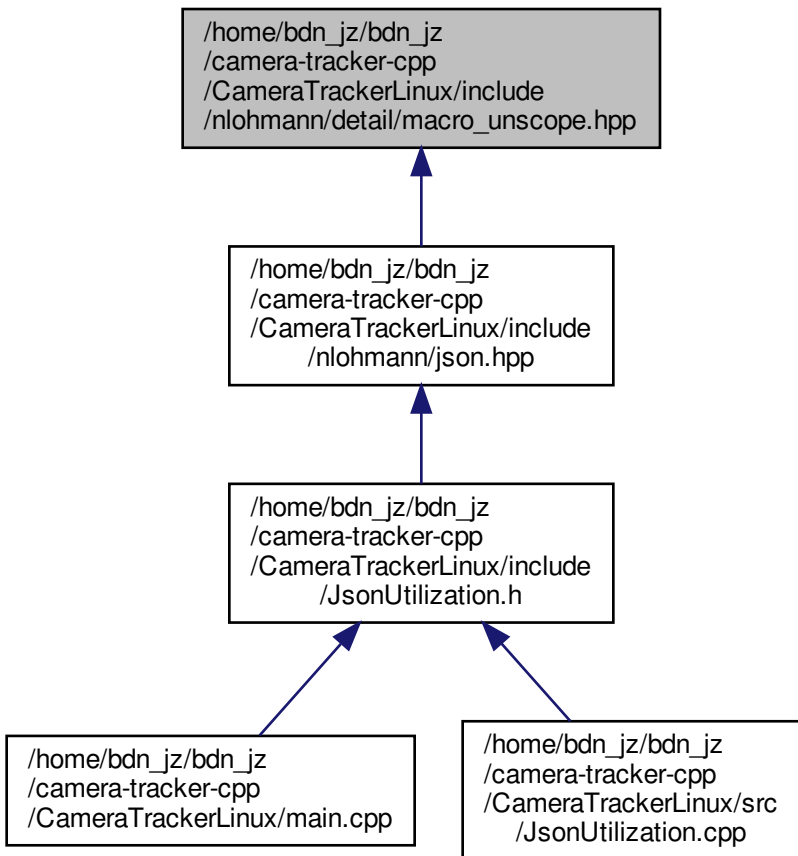 /home/bdn_jz/bdn_jz
/camera-tracker-cpp
/CameraTrackerLinux/include
/nlohmann/detail/macro_unscope.hpp
/home/bdn_jz/bdn_jz
/camera-tracker-cpp
/CameraTrackerLinux/include
/nlohmann/json.hpp
/home/bdn_jz/bdn_jz
/camera-tracker-cpp
/CameraTrackerLinux/include
/JsonUtilization.h
/home/bdn_jz/bdn_jz
/camera-tracker-cpp
/CameraTrackerLinux/main.cpp
/home/bdn_jz/bdn_jz
/camera-tracker-cpp
/CameraTrackerLinux/src
/JsonUtilization.cpp